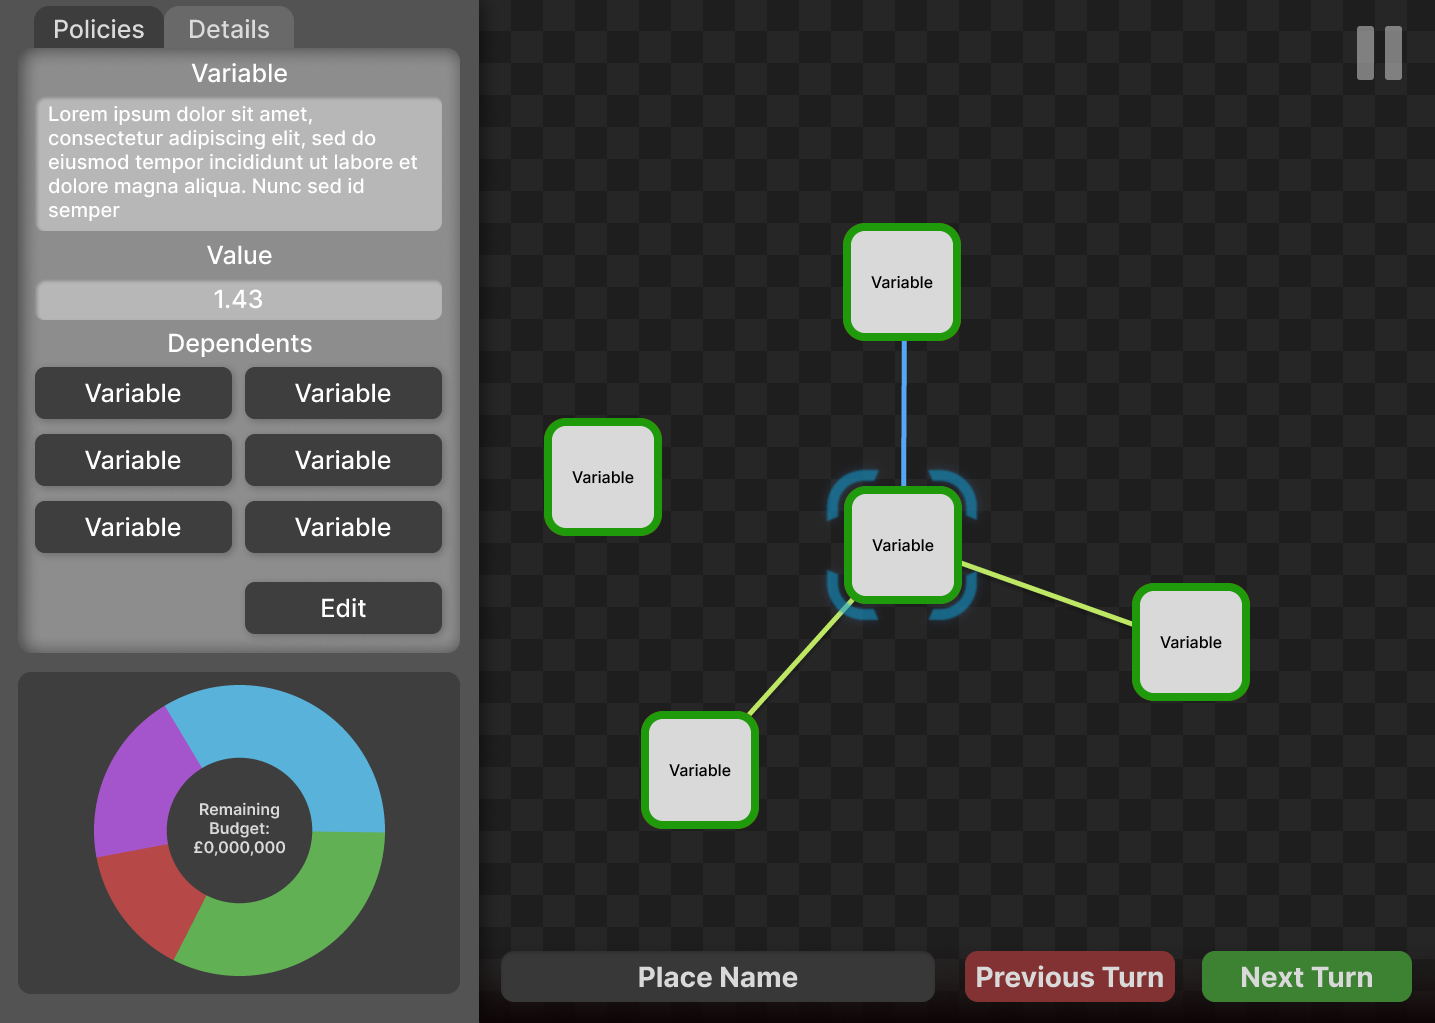 Policies
Details
Variable
Lorem ipsum dolor sit amet,
consectetur adipiscing elit, sed do
eiusmod tempor incididunt ut labore et
dolore magna aliqua. Nunc sed id
semper
Value
1.43
Dependents
Variable
Variable
Variable
Variable
Variable
Variable
Edit
Remaining
Budget:
£0,000,000
Variable
Variable
Variable
Variable
Variable
Place Name
Previous Turn
Next Turn